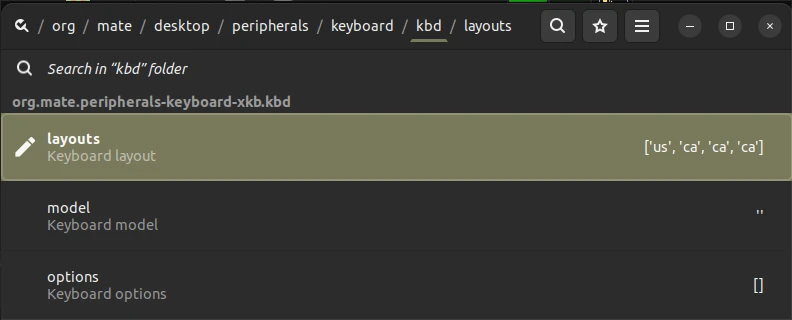 / org / mate / desktop / peripherals / keyboard / kbd / layouts
Search in “kbd” folder
org.mate.peripherals-keyboard-xkb.kbd
layouts
Keyboard layout
['us', 'ca', 'ca', 'ca']
model
Keyboard model
''
options
Keyboard options
[]